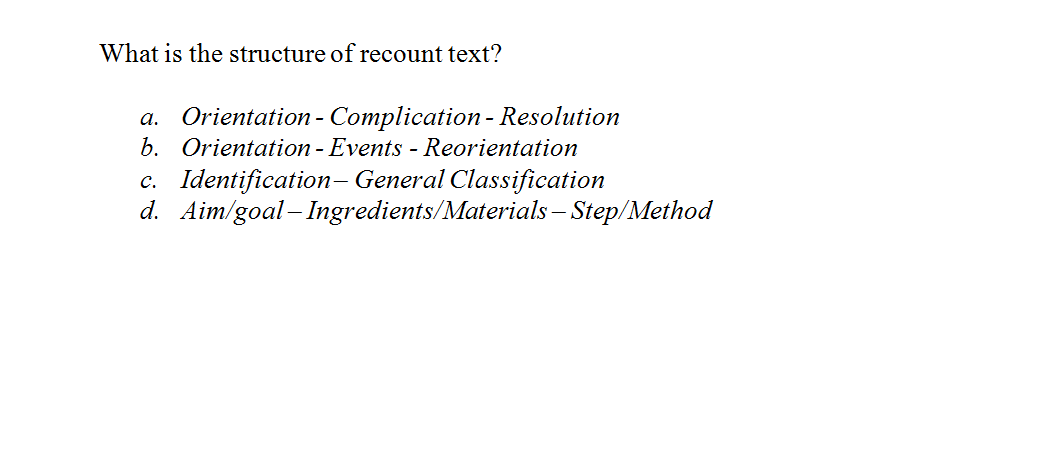 What is the structure of recount text?
a. Orientation - Complication - Resolution
b. Orientation - Events - Reorientation
c. Identification– General Classification
d. Aim/goal – Ingredients/Materials – Step/Method